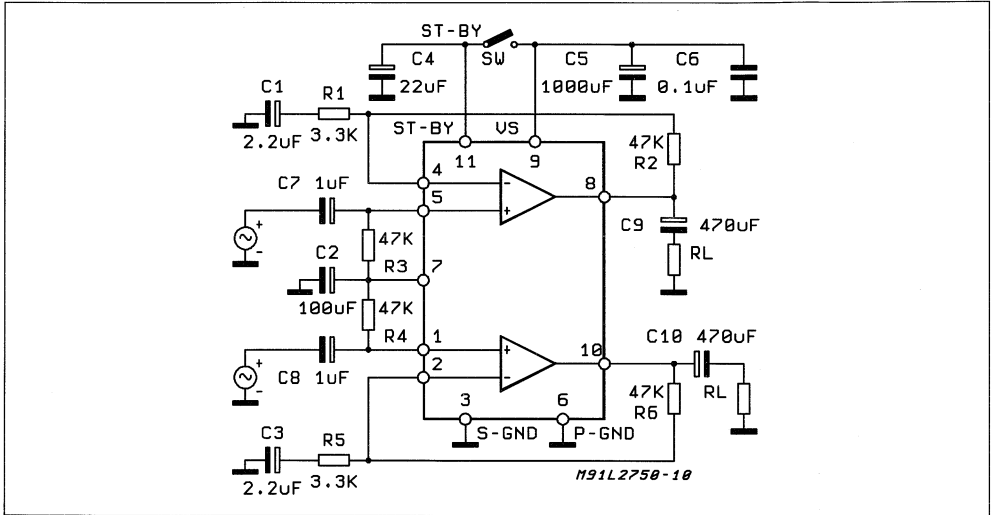 ST-BY
SW
C4
22uF
C5
1000uF
C6
0.1uF
C1
R1
2.2uF
3.3K
ST-BY
VS
11
9
47K
R2
C7 1uF
4
5
8
+
-
-
+
C9
470uF
RL
47K
R3
C2
7
100uF
47K
R4
1
2
+
-
+
-
10
C10 470uF
C8 1uF
47K
R6
RL
3
6
S-GND
P-GND
C3
R5
2.2uF
3.3K
M91L2750-10